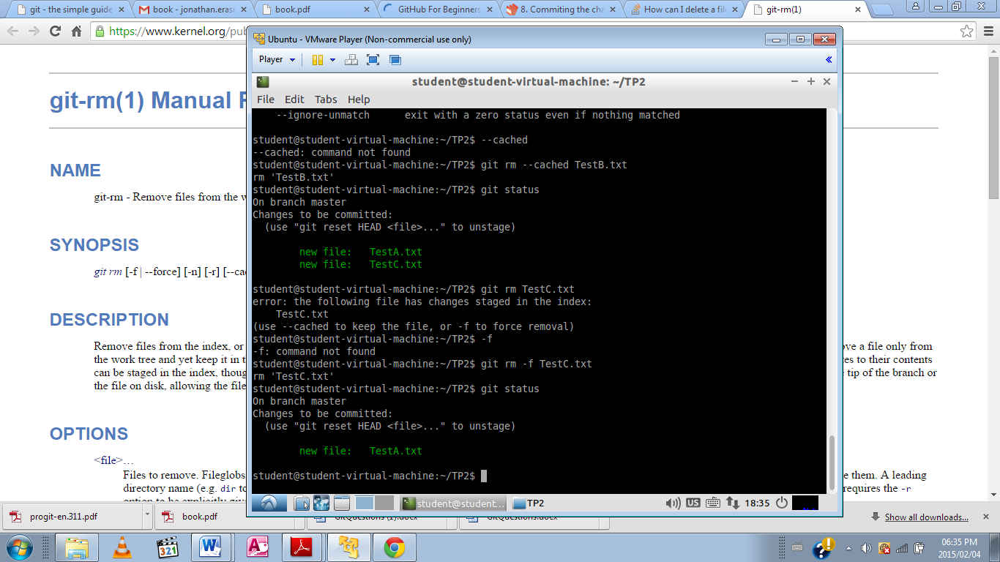 git - the simple guide
book - jonathan.eras
book.pdf
GitHub For Beginners
8. Commiting the cha
How can I delete a fil
git-rm(1)
https://www.kernel.org/pub
Ubuntu - VMware Player (Non-commercial use only)
Player
student@student-virtual-machine: ~/TP2
File Edit Tabs Help
--ignore-unmatch exit with a zero status even if nothing matched
student@student-virtual-machine:~/TP2$ --cached
--cached: command not found
student@student-virtual-machine:~/TP2$ git rm --cached TestB.txt
rm 'TestB.txt'
student@student-virtual-machine:~/TP2$ git status
On branch master
Changes to be committed:
(use "git reset HEAD <file>..." to unstage)
new file: TestA.txt
new file: TestC.txt
student@student-virtual-machine:~/TP2$ git rm TestC.txt
error: the following file has changes staged in the index:
TestC.txt
(use --cached to keep the file, or -f to force removal)
student@student-virtual-machine:~/TP2$ -f
-f: command not found
student@student-virtual-machine:~/TP2$ git rm -f TestC.txt
rm 'TestC.txt'
student@student-virtual-machine:~/TP2$ git status
On branch master
Changes to be committed:
(use "git reset HEAD <file>..." to unstage)
new file: TestA.txt
student@student-virtual-machine:~/TP2$
student@student...
TP2
US
18:35
git-rm(1) Manual
NAME
git-rm - Remove files from the w
SYNOPSIS
git rm [-f | --force] [-n] [-r] [--ca
DESCRIPTION
Remove files from the index, or
ve a file only from
the work tree and yet keep it in t
tes to their contents
can be staged in the index, thoug
e tip of the branch or
the file on disk, allowing the file
OPTIONS
<file>…
Files to remove. Fileglobs
e them. A leading
directory name (e.g. dir to
requires the -r
option to be explicitly give
progit-en.311.pdf
book.pdf
GitQuestions (1).docx
GitQuestions.docx
Show all downloads...
321
06:35 PM
2015/02/04